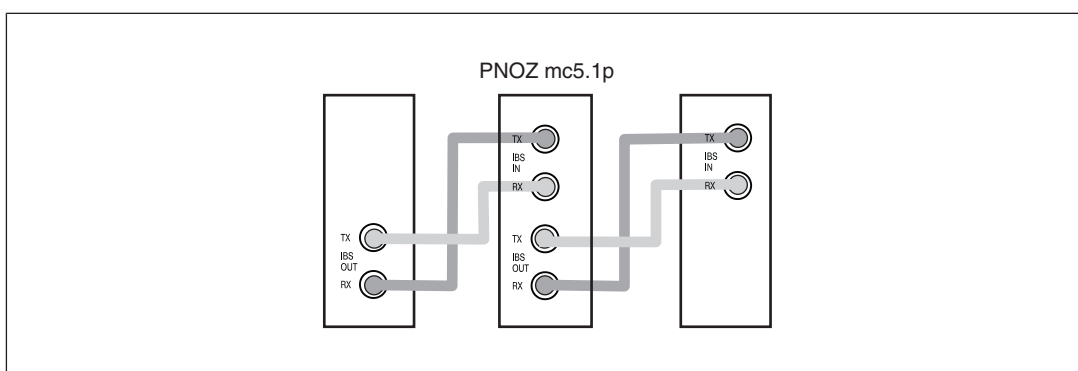 PNOZ mc5.1p
TX
IBS
OUT
RX
TX
IBS
IN
RX
TX
IBS
OUT
RX
TX
IBS
IN
RX